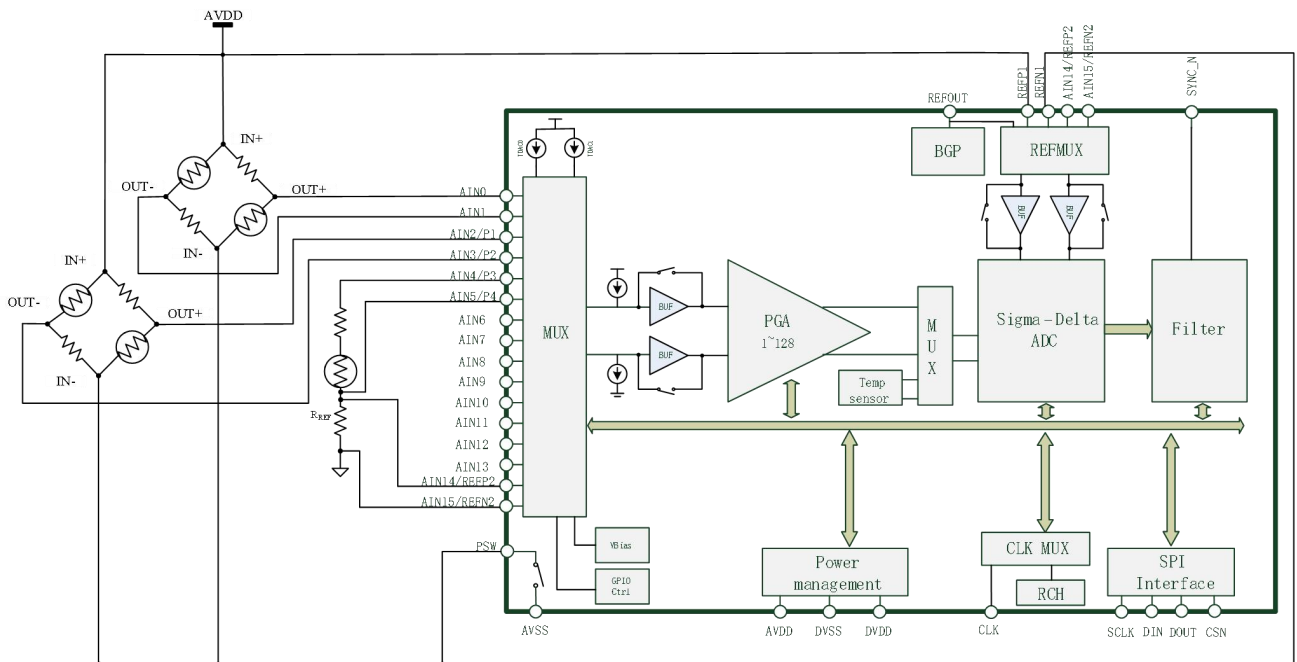 AVDD
IN+
OUT-
OUT+
IN-
IN+
OUT-
OUT+
IN-
RREF
REFP1
REFN1
AIN14/REFP2
AIN15/REFN2
SYNC_N
REFOUT
BGP
REFMUX
BUF
BUF
AIN0
AIN1
AIN2/P1
AIN3/P2
AIN4/P3
AIN5/P4
AIN6
AIN7
AIN8
AIN9
AIN10
AIN11
AIN12
AIN13
AIN14/REFP2
AIN15/REFN2
PSW
MUX
BUF
BUF
PGA
1~128
MUX
Temp
sensor
Sigma-Delta
ADC
Filter
VBias
GPIO
Ctrl
Power
management
CLK MUX
RCH
SPI
Interface
AVSS
AVDD
DVSS
DVDD
CLK
SCLK
DIN
DOUT
CSN